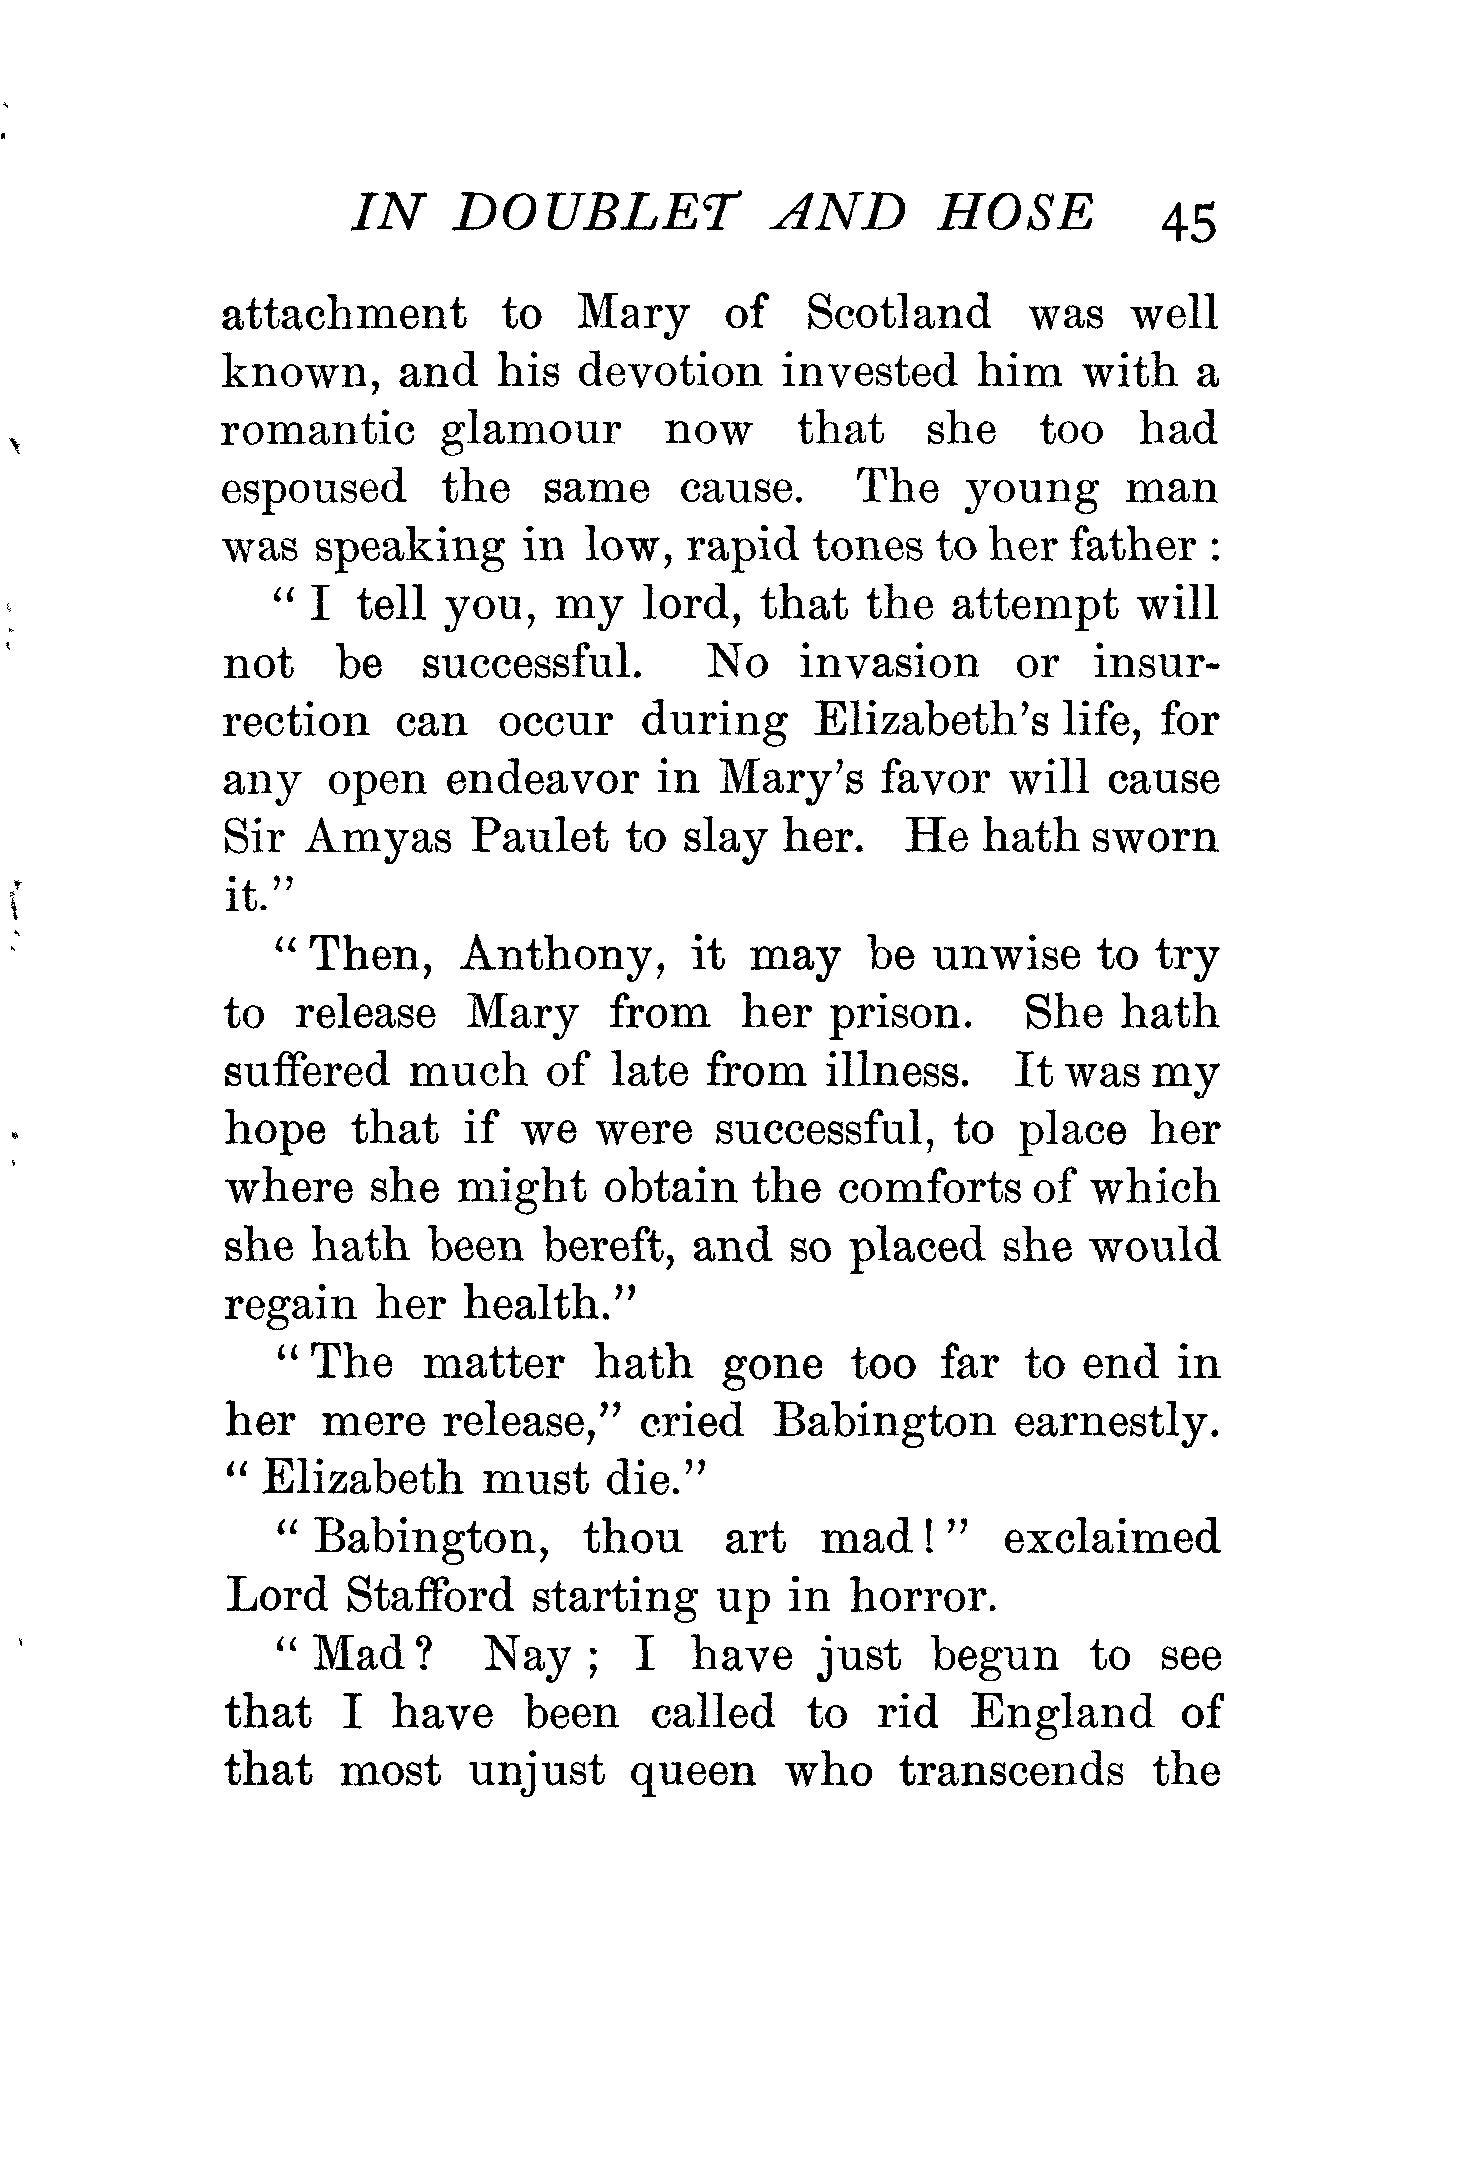 IN DOUBLET AND HOSE 45
attachment to Mary of Scotland was well
known, and his devotion invested him with a
romantic glamour now that she too had
espoused the same cause. The young man
was speaking in low, rapid tones to her father :
“ I tell you, my lord, that the attempt will
not be successful. No invasion or insur-
rection can occur during Elizabeth’s life, for
any open endeavor in Mary’s favor will cause
Sir Amyas Paulet to slay her. He hath sworn
it.”
“ Then, Anthony, it may be unwise to try
to release Mary from her prison. She hath
suffered much of late from illness. It was my
hope that if we were successful, to place her
where she might obtain the comforts of which
she hath been bereft, and so placed she would
regain her health.”
“ The matter hath gone too far to end in
her mere release,” cried Babington earnestly.
“ Elizabeth must die.”
“ Babington, thou art mad ! ” exclaimed
Lord Stafford starting up in horror.
“ Mad ? Nay ; I have just begun to see
that I have been called to rid England of
that most unjust queen who transcends the